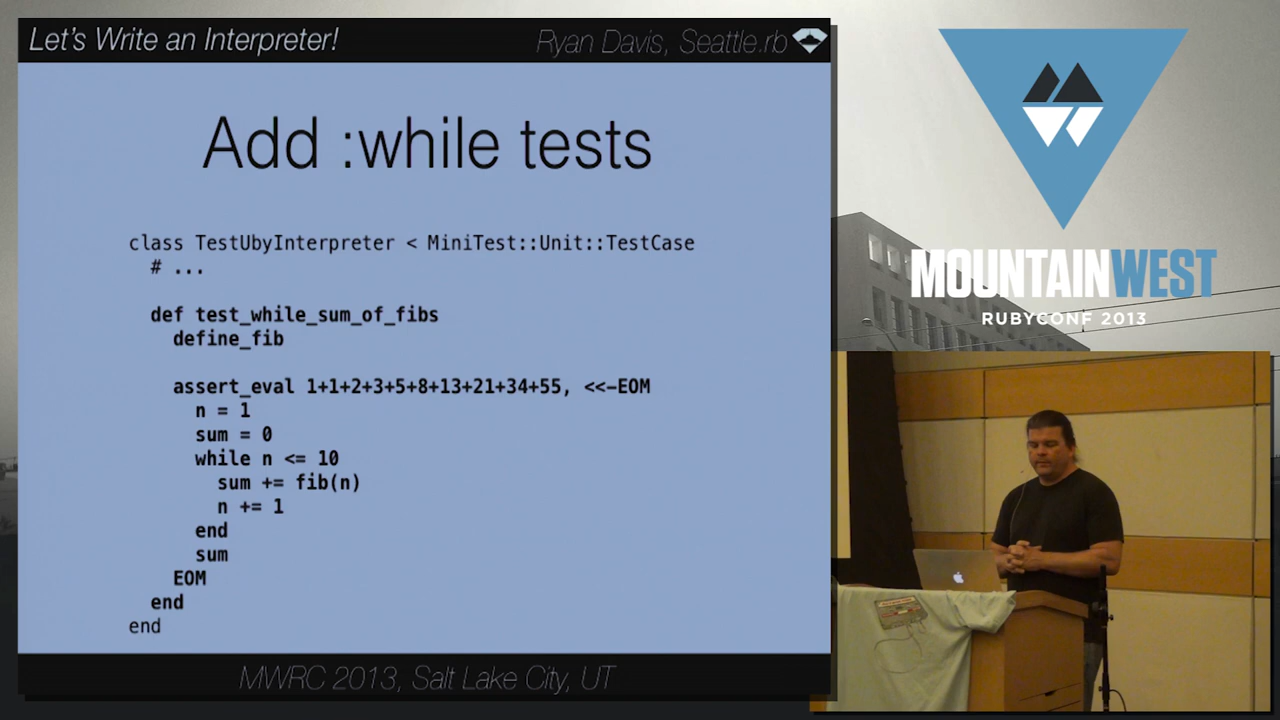 Let's Write an Interpreter!
Ryan Davis, Seattle.rb
Add :while tests
class TestUbyInterpreter < MiniTest::Unit::TestCase
  # ...
  def test_while_sum_of_fibs
    define_fib
    assert_eval 1+1+2+3+5+8+13+21+34+55, <<-EOM
      n = 1
      sum = 0
      while n <= 10
        sum += fib(n)
        n += 1
      end
      sum
    EOM
  end
end
MWRC 2013, Salt Lake City, UT
MOUNTAINWEST
RUBYCONF 2013